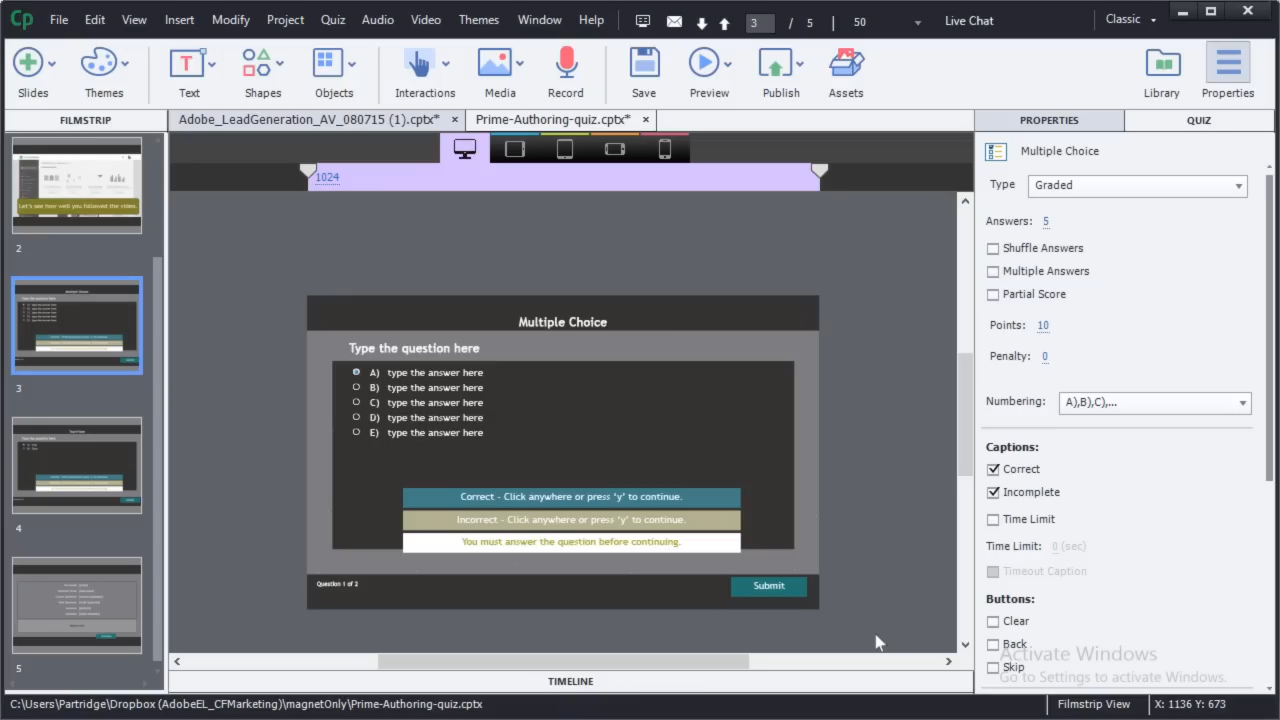 Cp File Edit View Insert Modify Project Quiz Audio Video Themes Window Help 3 / 5 50 Live Chat Classic
Slides Themes Text Shapes Objects Interactions Media Record Save Preview Publish Assets Library Properties
FILMSTRIP
Adobe_LeadGeneration_AV_080715 (1).cptx* ×
Prime-Authoring-quiz.cptx* ×
PROPERTIES
QUIZ
Let's see how well you followed the video.
2
3
4
5
1024
Multiple Choice
Type the question here
A) type the answer here
B) type the answer here
C) type the answer here
D) type the answer here
E) type the answer here
Correct - Click anywhere or press 'y' to continue.
Incorrect - Click anywhere or press 'y' to continue.
You must answer the question before continuing.
Question 1 of 2
Submit
TIMELINE
Multiple Choice
Type Graded
Answers: 5
Shuffle Answers
Multiple Answers
Partial Score
Points: 10
Penalty: 0
Numbering: A),B),C),...
Captions:
Correct
Incomplete
Time Limit
Time Limit: 0 (sec)
Timeout Caption
Buttons:
Clear
Back
Skip
Activate Windows
Go to Settings to activate Windows.
C:\Users\Partridge\Dropbox (AdobeEL_CFMarketing)\magnetOnly\Prime-Authoring-quiz.cptx
Filmstrip View
X: 1136 Y: 673